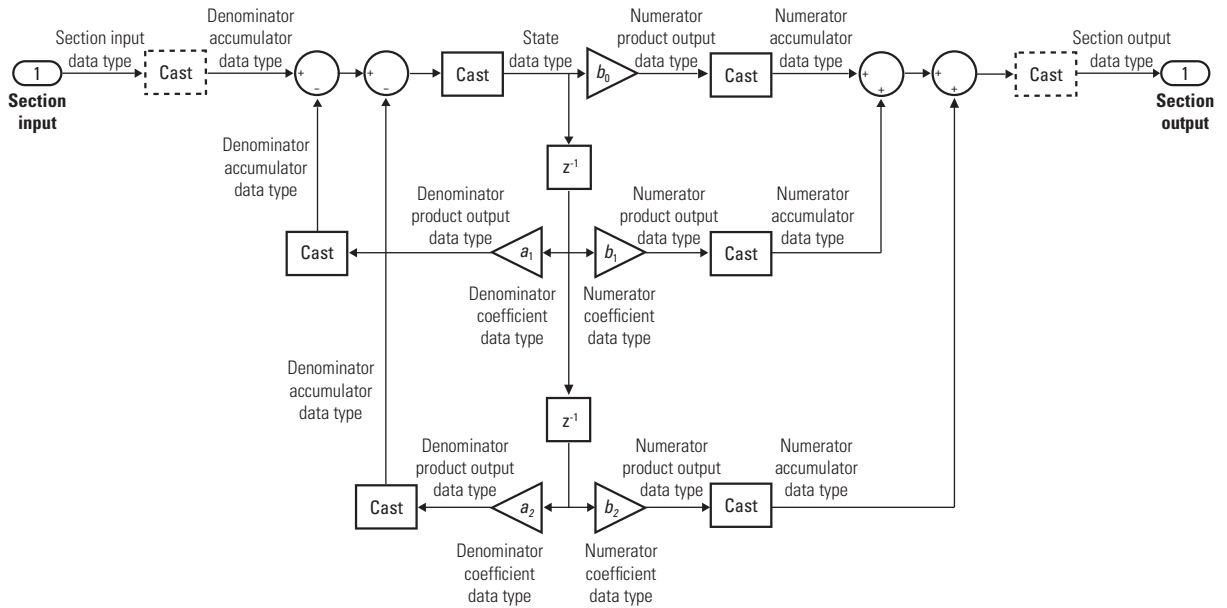 Section input
data type
1
Section
input
Cast
Denominator
accumulator
data type
+
−
+
−
Cast
State
data type
b0
Numerator
product output
data type
Cast
Numerator
accumulator
data type
+
+
+
+
Cast
Section output
data type
1
Section
output
Denominator
accumulator
data type
z-1
Cast
Denominator
product output
data type
a1
b1
Numerator
product output
data type
Cast
Numerator
accumulator
data type
Denominator
coefficient
data type
Numerator
coefficient
data type
Denominator
accumulator
data type
z-1
Cast
Denominator
product output
data type
a2
b2
Numerator
product output
data type
Cast
Numerator
accumulator
data type
Denominator
coefficient
data type
Numerator
coefficient
data type